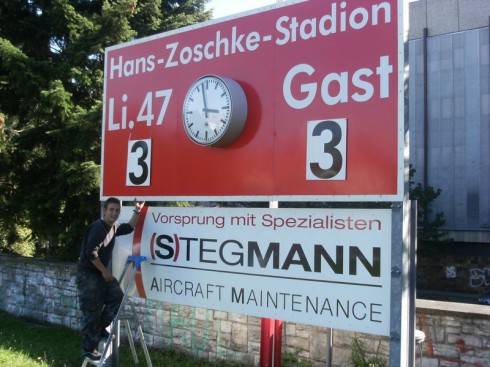 Hans-Zoschke-Stadion
Li.47
Gast
3
3
Vorsprung mit Spezialisten
(S)TEGMANN
AIRCRAFT MAINTENANCE